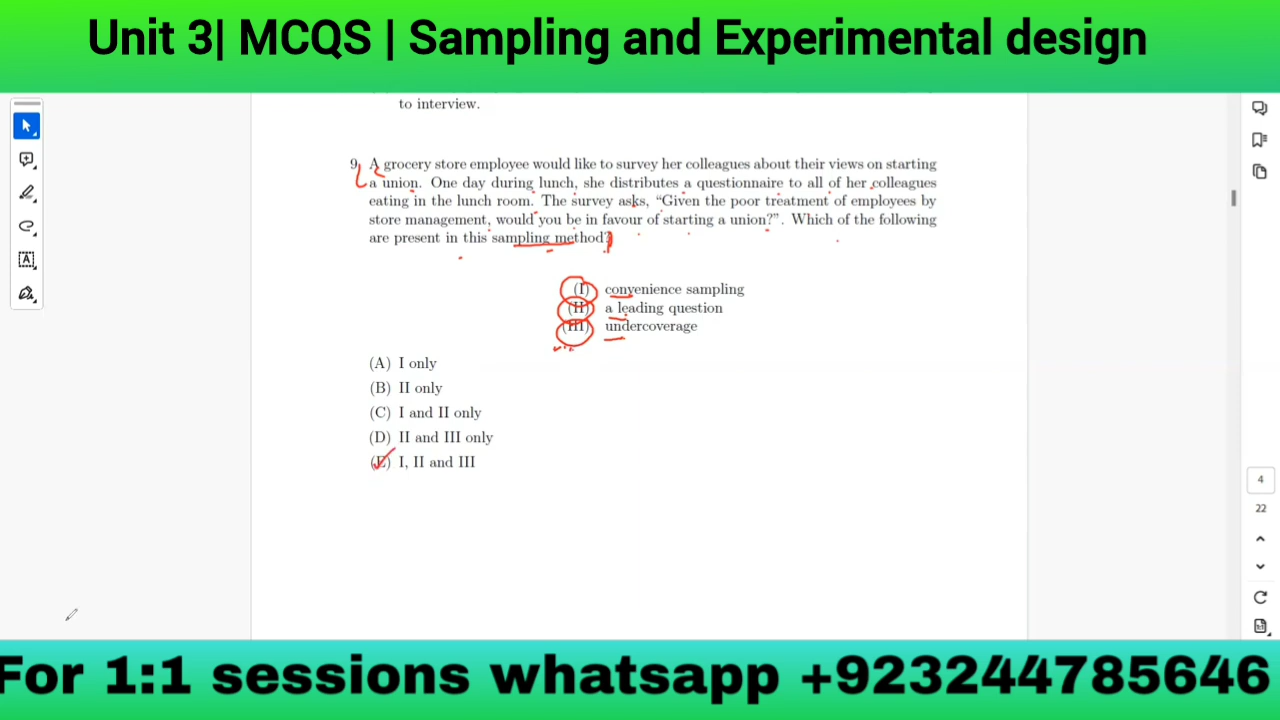 Unit 3| MCQS | Sampling and Experimental design
to interview.
9. A grocery store employee would like to survey her colleagues about their views on starting
a union. One day during lunch, she distributes a questionnaire to all of her colleagues
eating in the lunch room. The survey asks, “Given the poor treatment of employees by
store management, would you be in favour of starting a union?”. Which of the following
are present in this sampling method?
(I) convenience sampling
(II) a leading question
(III) undercoverage
(A) I only
(B) II only
(C) I and II only
(D) II and III only
(E) I, II and III
4
22
For 1:1 sessions whatsapp +923244785646